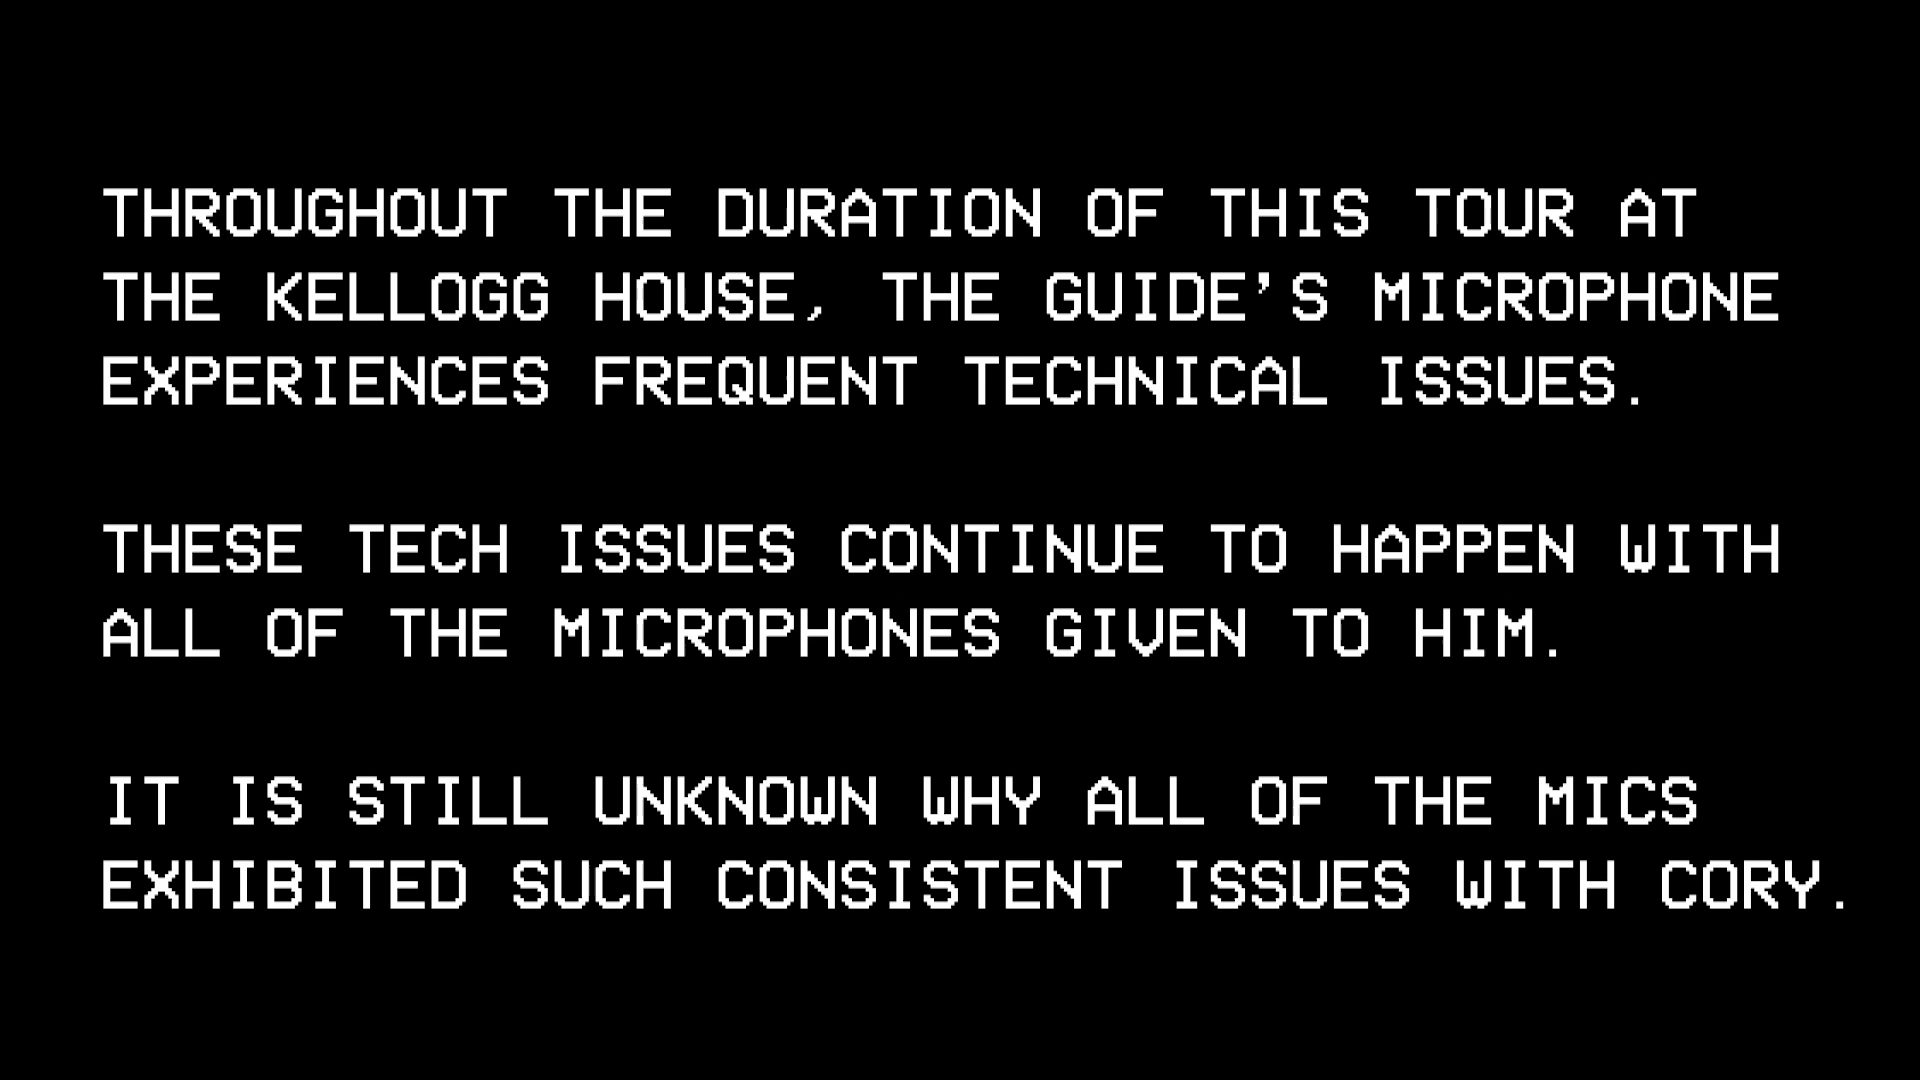 THROUGHOUT THE DURATION OF THIS TOUR AT
THE KELLOGG HOUSE, THE GUIDE'S MICROPHONE
EXPERIENCES FREQUENT TECHNICAL ISSUES.
THESE TECH ISSUES CONTINUE TO HAPPEN WITH
ALL OF THE MICROPHONES GIVEN TO HIM.
IT IS STILL UNKNOWN WHY ALL OF THE MICS
EXHIBITED SUCH CONSISTENT ISSUES WITH CORY.